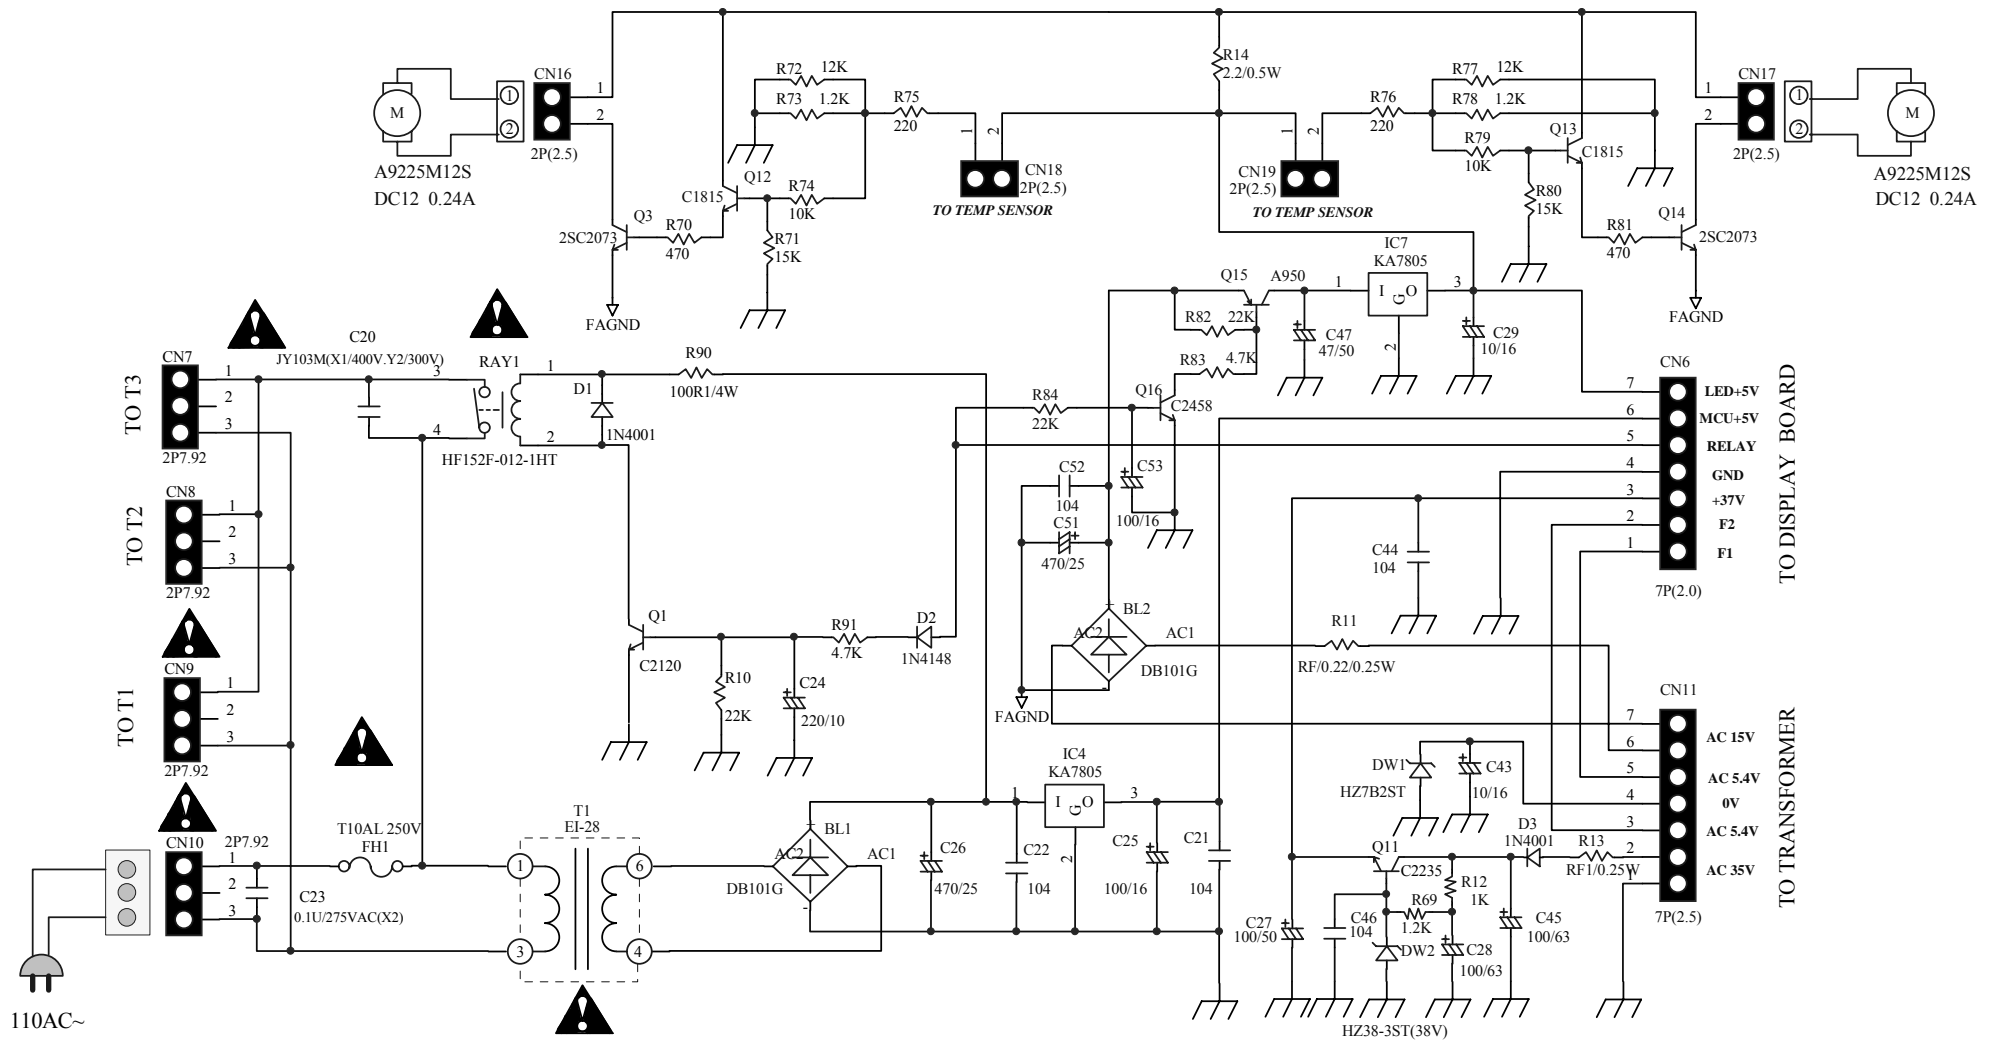 CN16
1
2
1
2
M
2P(2.5)
A9225M12S
DC12 0.24A
R72
12K
R73
1.2K
R75
220
1
2
CN18
2P(2.5)
TO TEMP SENSOR
Q12
C1815
R74
10K
R71
15K
Q3
2SC2073
R70
470
FAGND
R14
2.2/0.5W
R76
220
1
2
CN19
2P(2.5)
TO TEMP SENSOR
R77
12K
R78
1.2K
R79
10K
Q13
C1815
R80
15K
R81
470
Q14
2SC2073
FAGND
CN17
1
2
1
2
M
2P(2.5)
A9225M12S
DC12 0.24A
Q15
A950
R82
22K
R83
4.7K
IC7
KA7805
1
I
G
O
3
2
C47
47/50
C29
10/16
Q16
C2458
R84
22K
C52
104
C51
+
470/25
C53
100/16
C20
JY103M(X1/400V.Y2/300V)
RAY1
3
4
1
2
HF152F-012-1HT
D1
1N4001
R90
100R1/4W
CN7
1
2
3
2P7.92
TO T3
CN8
1
2
3
2P7.92
TO T2
CN9
1
2
3
2P7.92
TO T1
CN10
2P7.92
1
2
3
T10AL 250V
FH1
C23
0.1U/275VAC(X2)
110AC~
Q1
C2120
R10
22K
C24
220/10
R91
4.7K
D2
1N4148
T1
EI-28
1
3
6
4
BL1
AC2
AC1
DB101G
+
-
C26
470/25
C22
104
IC4
KA7805
1
I
G
O
3
2
C25
100/16
C21
104
BL2
AC2
AC1
DB101G
+
-
FAGND
R11
RF/0.22/0.25W
C44
104
CN6
7
LED+5V
6
MCU+5V
5
RELAY
4
GND
3
+37V
2
F2
1
F1
7P(2.0)
TO DISPLAY BOARD
CN11
7
AC 15V
6
5
AC 5.4V
4
0V
3
AC 5.4V
2
AC 35V
1
7P(2.5)
TO TRANSFORMER
DW1
HZ7B2ST
C43
10/16
D3
1N4001
R13
RF1/0.25W
Q11
C2235
R12
1K
R69
1.2K
C27
100/50
C46
104
DW2
C28
100/63
C45
100/63
HZ38-3ST(38V)